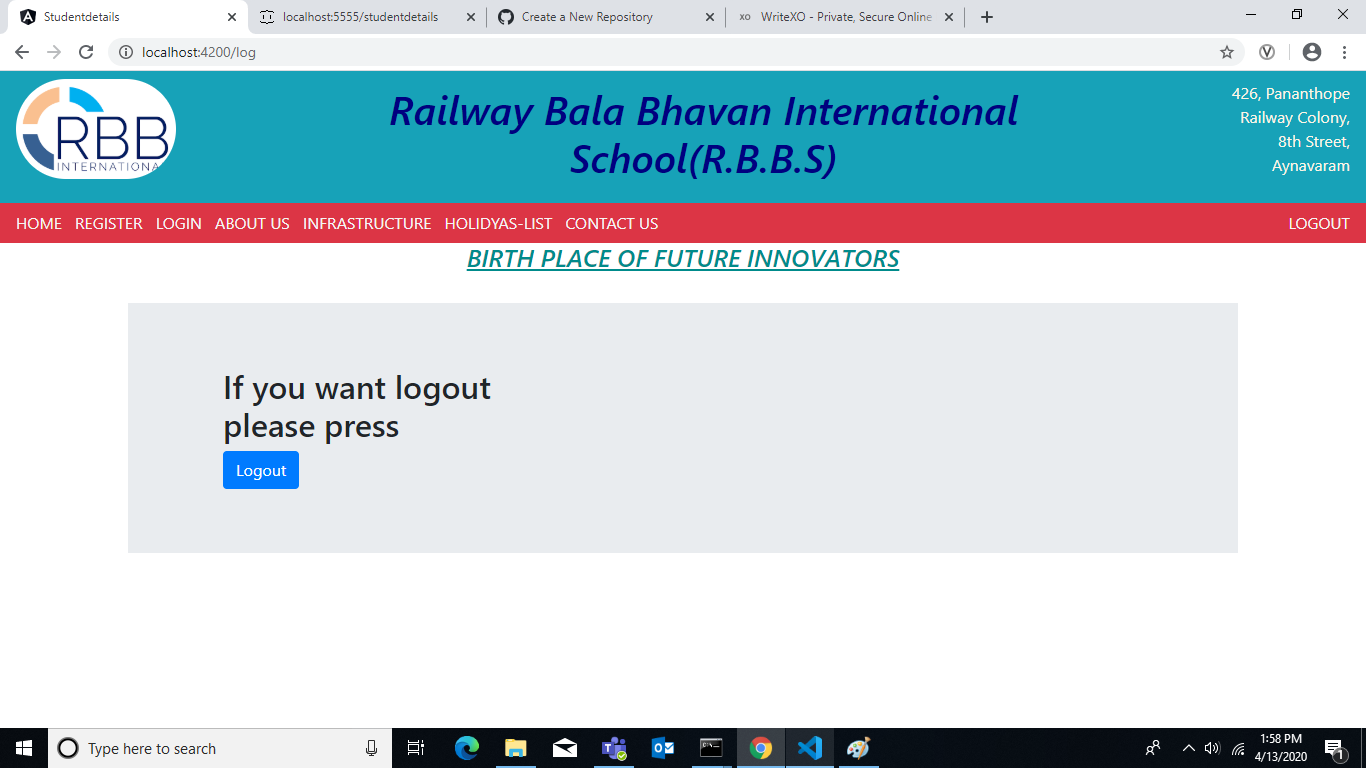 Studentdetails
localhost:5555/studentdetails
Create a New Repository
XO
WriteXO - Private, Secure Online
localhost:4200/log
RBB
INTERNATIONA
Railway Bala Bhavan International
School(R.B.B.S)
426, Pananthope
Railway Colony,
8th Street,
Aynavaram
HOME REGISTER LOGIN ABOUT US INFRASTRUCTURE HOLIDYAS-LIST CONTACT US LOGOUT
BIRTH PLACE OF FUTURE INNOVATORS
If you want logout
please press
Logout
Type here to search
1:58 PM
4/13/2020
1